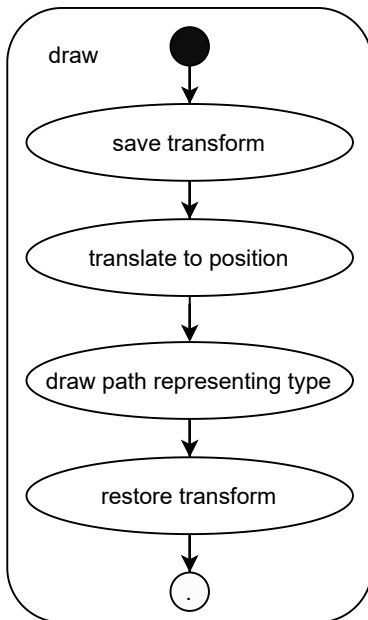 draw
save transform
translate to position
draw path representing type
restore transform
.